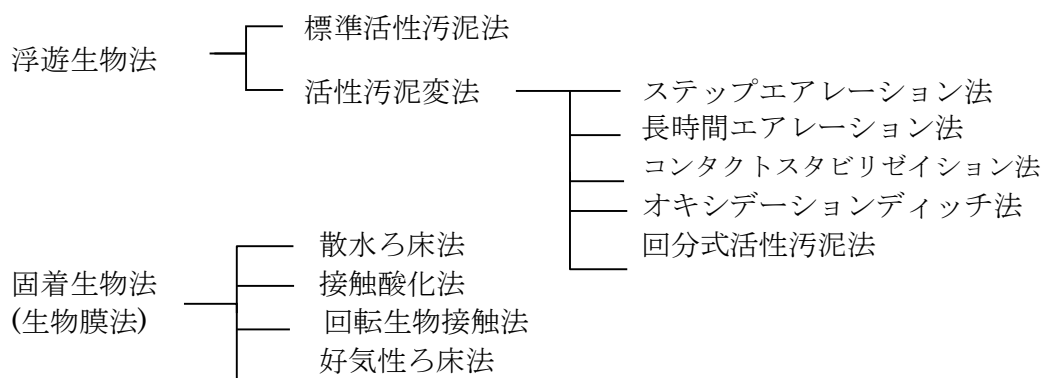 浮遊生物法
標準活性汚泥法
活性汚泥変法
ステップエアレーション法
長時間エアレーション法
コンタクトスタビリゼイション法
オキシデーションディッチ法
回分式活性汚泥法
固着生物法
(生物膜法)
散水ろ床法
接触酸化法
回転生物接触法
好気性ろ床法